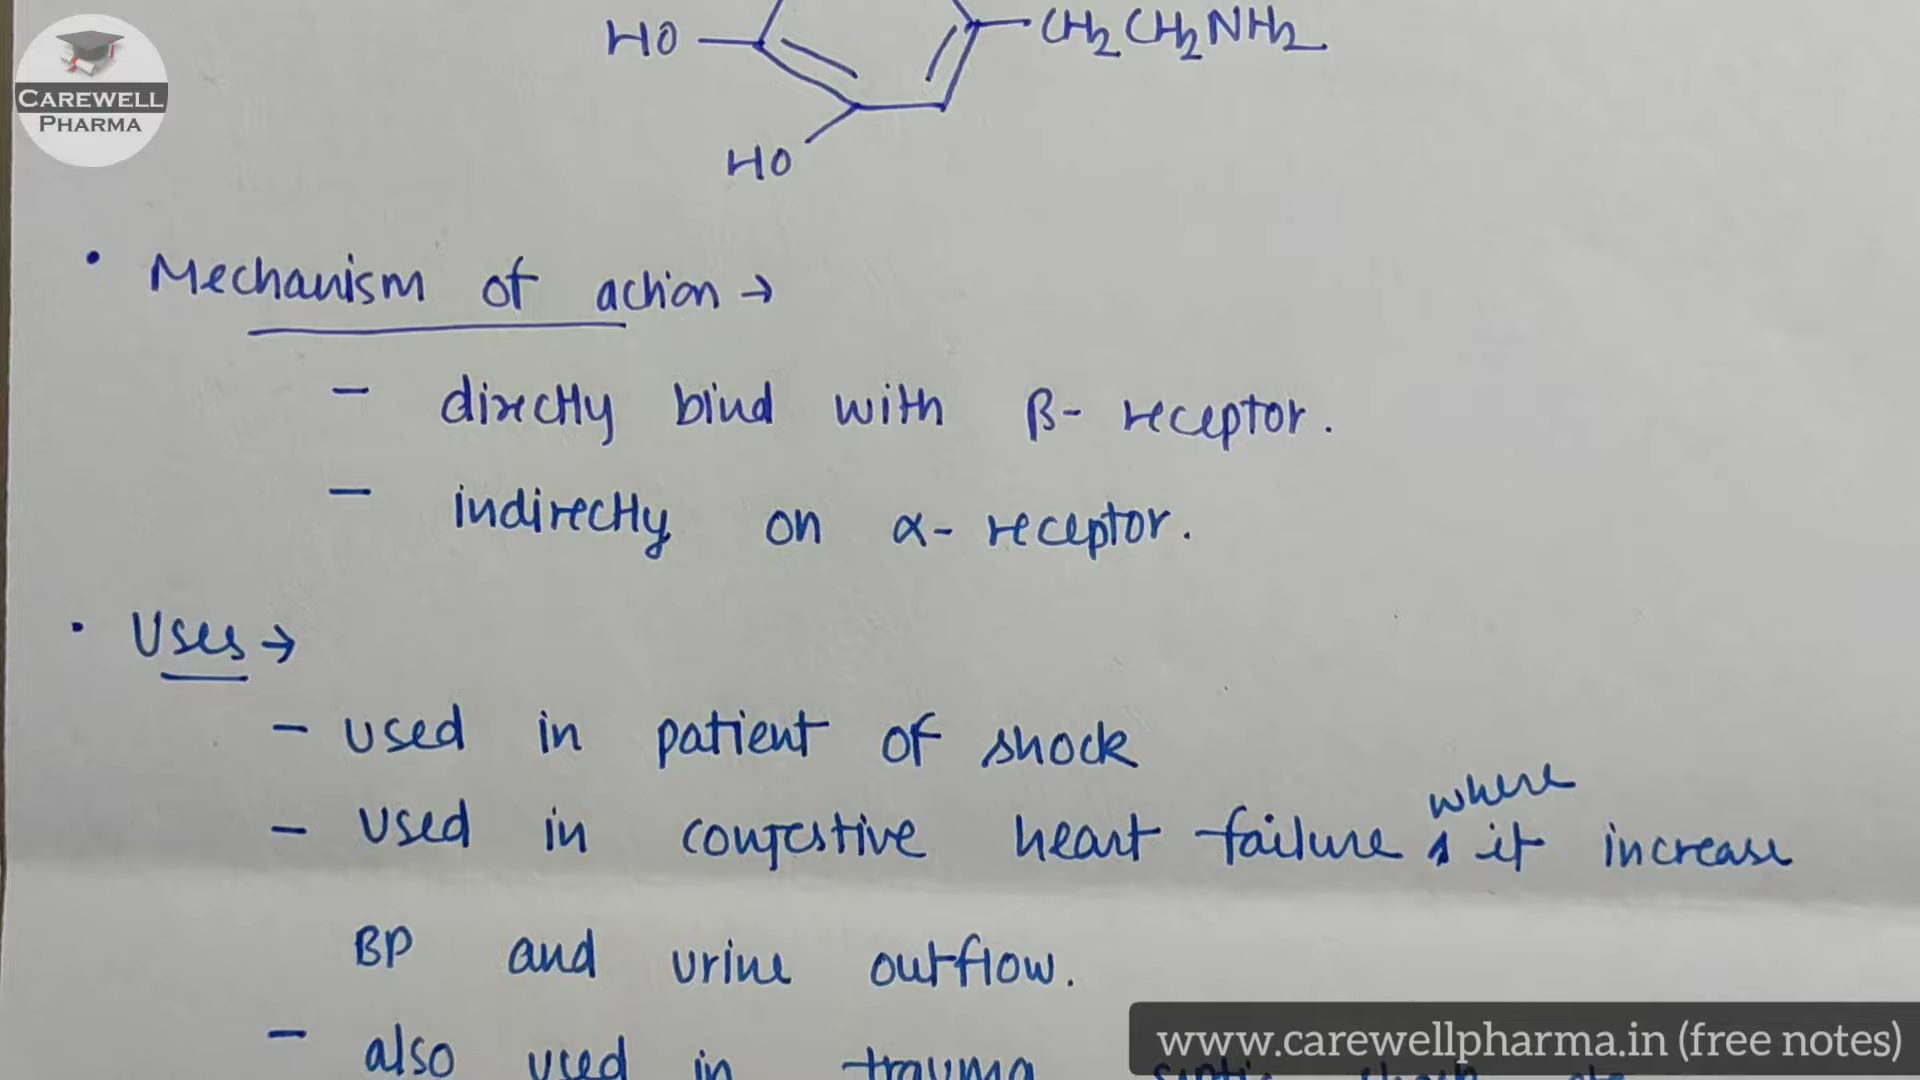 HO
CH2CH2NH2
CAREWELL
PHARMA
HO
• Mechanism of action →
– directly bind with β- receptor.
– indirectly on α- receptor.
• Uses →
– used in patient of shock
– used in congestive heart failure where it increase
BP and urine outflow.
– also used in trauma
www.carewellpharma.in (free notes)